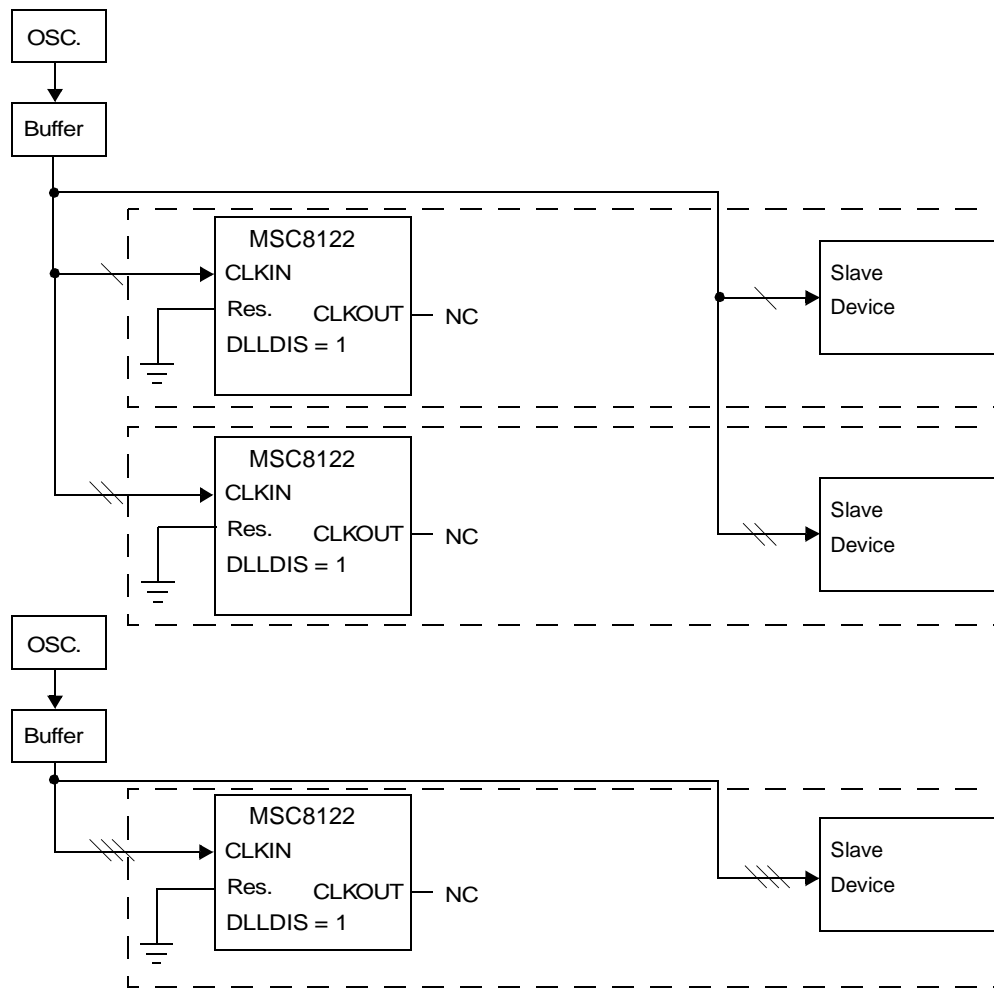 OSC.
Buffer
MSC8122
CLKIN
Res.
CLKOUT
NC
DLLDIS = 1
Slave
Device
MSC8122
CLKIN
Res.
CLKOUT
NC
DLLDIS = 1
Slave
Device
OSC.
Buffer
MSC8122
CLKIN
Res.
CLKOUT
NC
DLLDIS = 1
Slave
Device